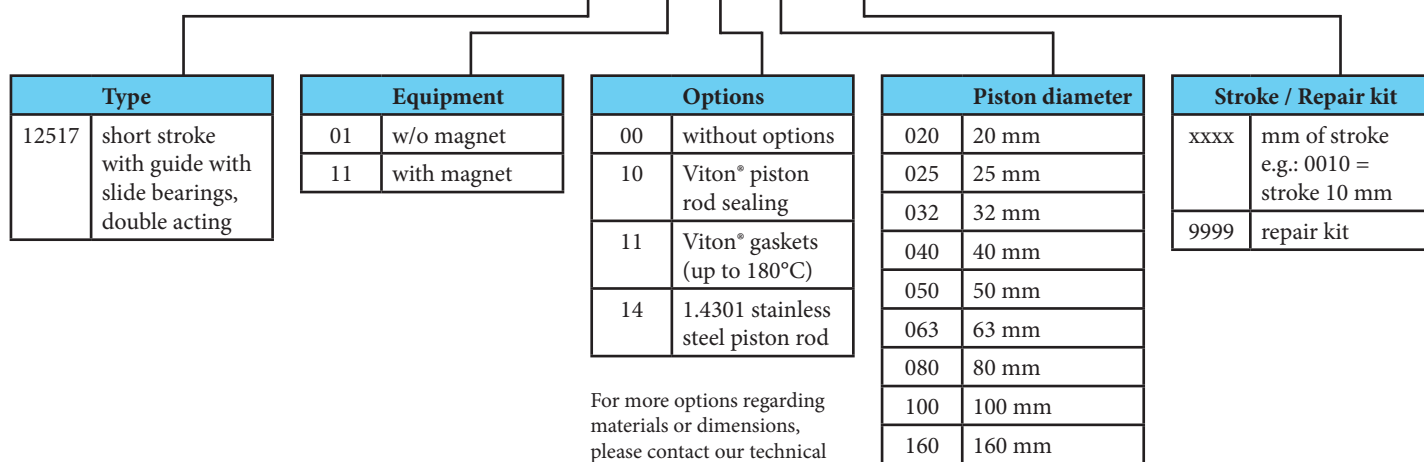 Type
12517 short stroke
with guide with
slide bearings,
double acting
Equipment
01 w/o magnet
11 with magnet
Options
00 without options
10 Viton® piston
rod sealing
11 Viton® gaskets
(up to 180°C)
14 1.4301 stainless
steel piston rod
For more options regarding
materials or dimensions,
please contact our technical
Piston diameter
020 20 mm
025 25 mm
032 32 mm
040 40 mm
050 50 mm
063 63 mm
080 80 mm
100 100 mm
160 160 mm
Stroke / Repair kit
xxxx mm of stroke
e.g.: 0010 =
stroke 10 mm
9999 repair kit